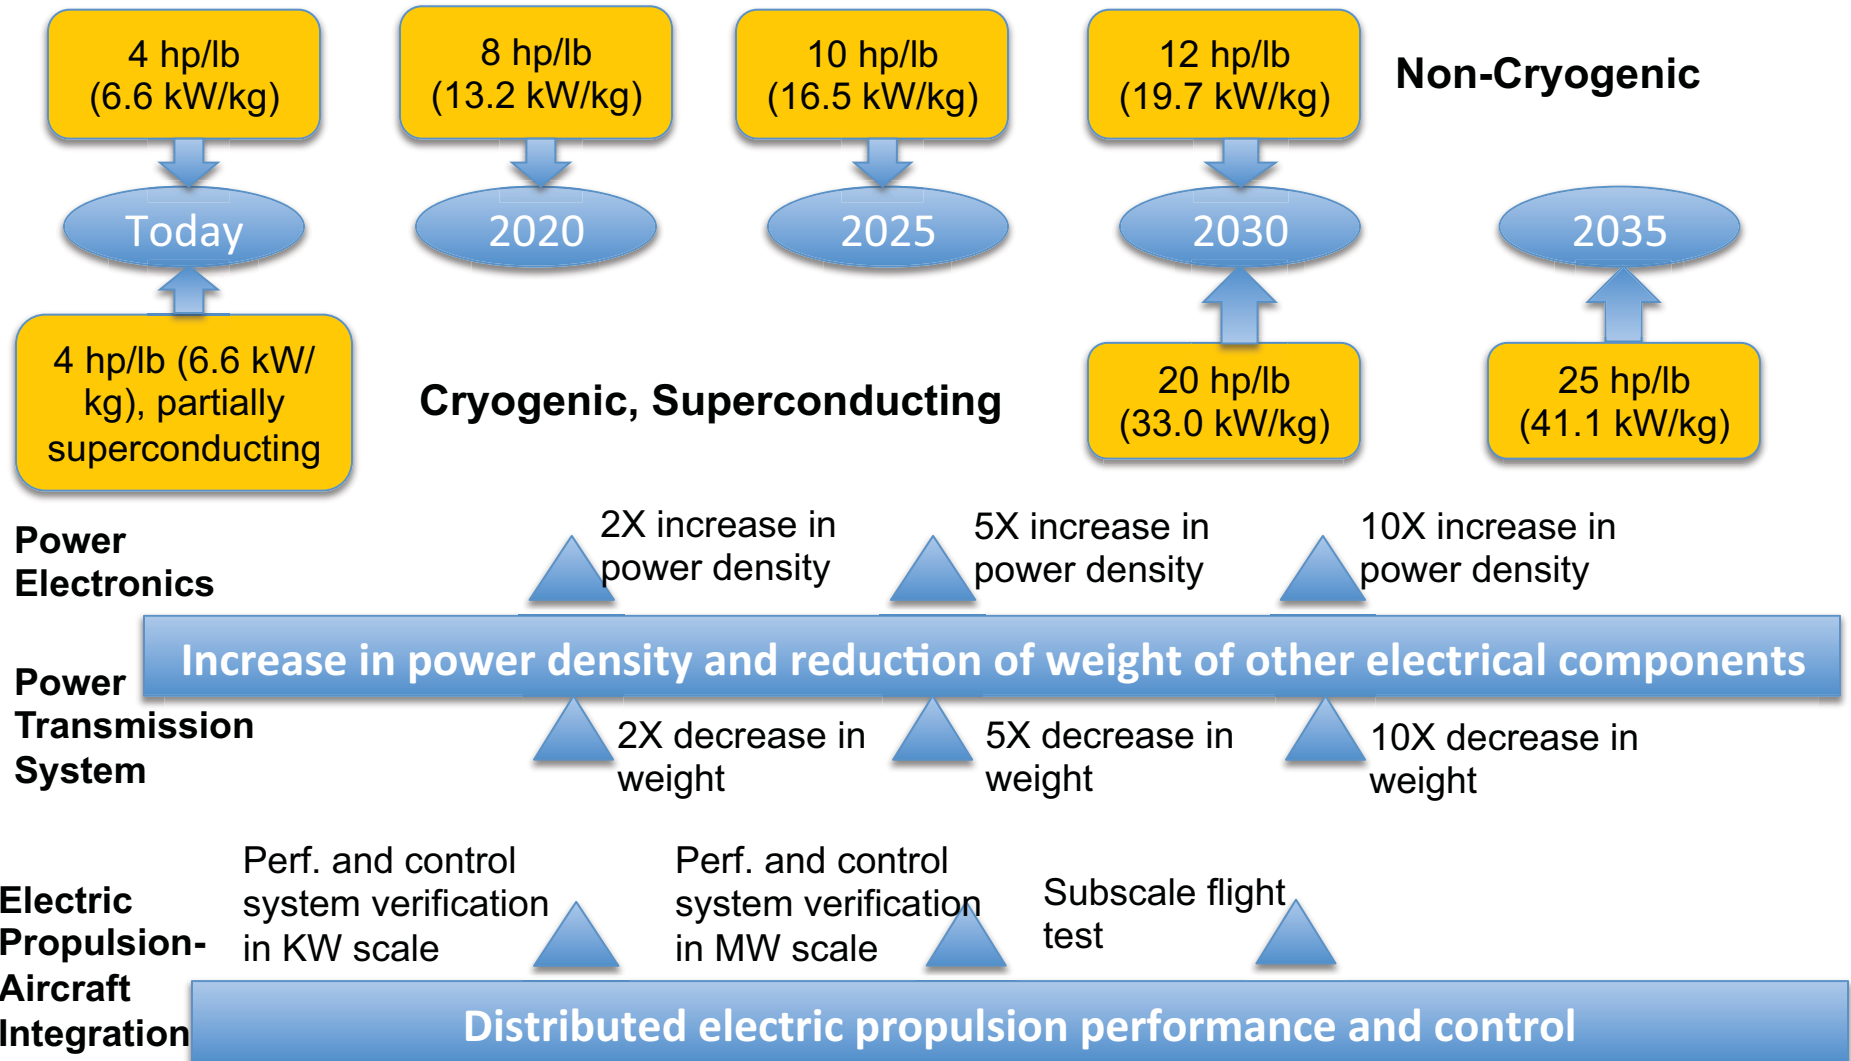 4 hp/lb
(6.6 kW/kg)
8 hp/lb
(13.2 kW/kg)
10 hp/lb
(16.5 kW/kg)
12 hp/lb
(19.7 kW/kg)
Non-Cryogenic
Today
2020
2025
2030
2035
4 hp/lb (6.6 kW/
kg), partially
superconducting
Cryogenic, Superconducting
20 hp/lb
(33.0 kW/kg)
25 hp/lb
(41.1 kW/kg)
Power
Electronics
2X increase in
power density
5X increase in
power density
10X increase in
power density
Increase in power density and reduction of weight of other electrical components
Power
Transmission
System
2X decrease in
weight
5X decrease in
weight
10X decrease in
weight
Electric
Propulsion-
Aircraft
Integration
Perf. and control
system verification
in KW scale
Perf. and control
system verification
in MW scale
Subscale flight
test
Distributed electric propulsion performance and control